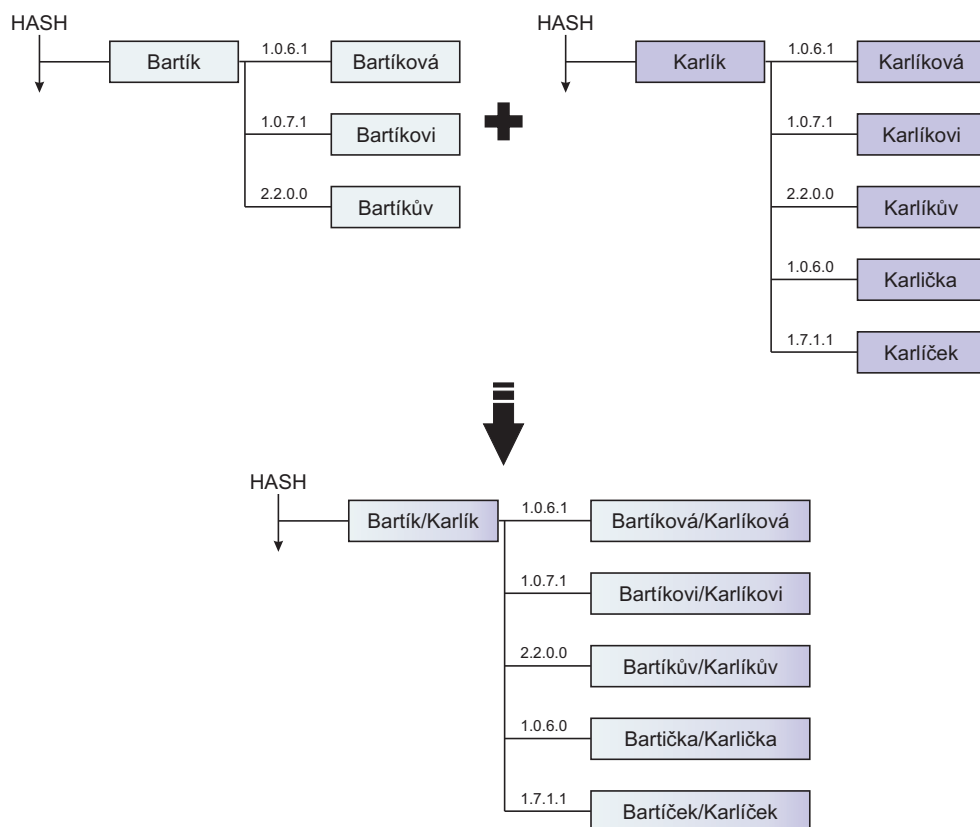 HASH
Bartík
1.0.6.1
Bartíková
1.0.7.1
Bartíkovi
2.2.0.0
Bartíkův
HASH
Karlík
1.0.6.1
Karlíková
1.0.7.1
Karlíkovi
2.2.0.0
Karlíkův
1.0.6.0
Karlička
1.7.1.1
Karlíček
HASH
Bartík/Karlík
1.0.6.1
Bartíková/Karlíková
1.0.7.1
Bartíkovi/Karlíkovi
2.2.0.0
Bartíkův/Karlíkův
1.0.6.0
Bartička/Karlička
1.7.1.1
Bartíček/Karlíček